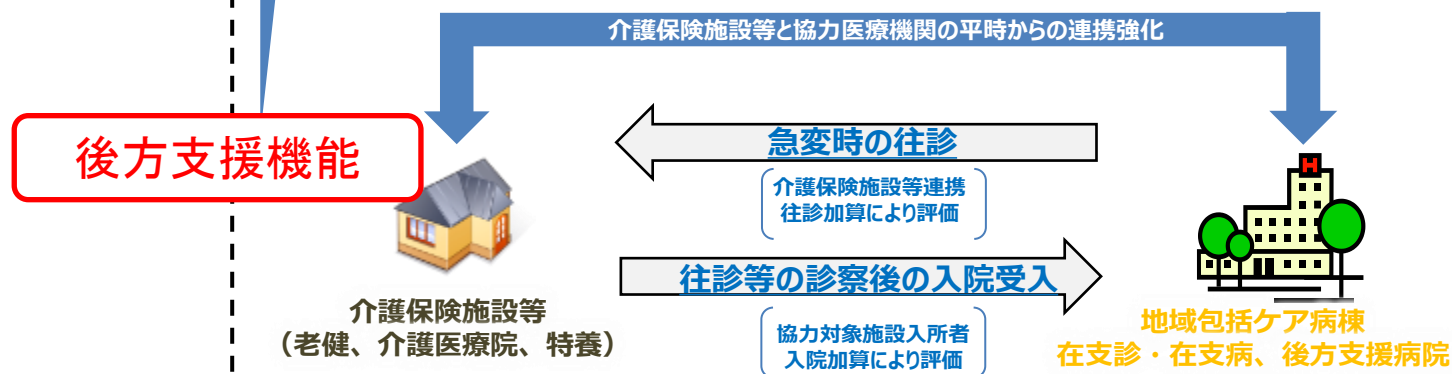 介護保険施設等と協力医療機関の平時からの連携強化
後方支援機能
急変時の往診
介護保険施設等連携
往診加算により評価
往診等の診察後の入院受入
協力対象施設入所者
入院加算により評価
介護保険施設等
（老健、介護医療院、特養）
H
地域包括ケア病棟
在支診・在支病、後方支援病院